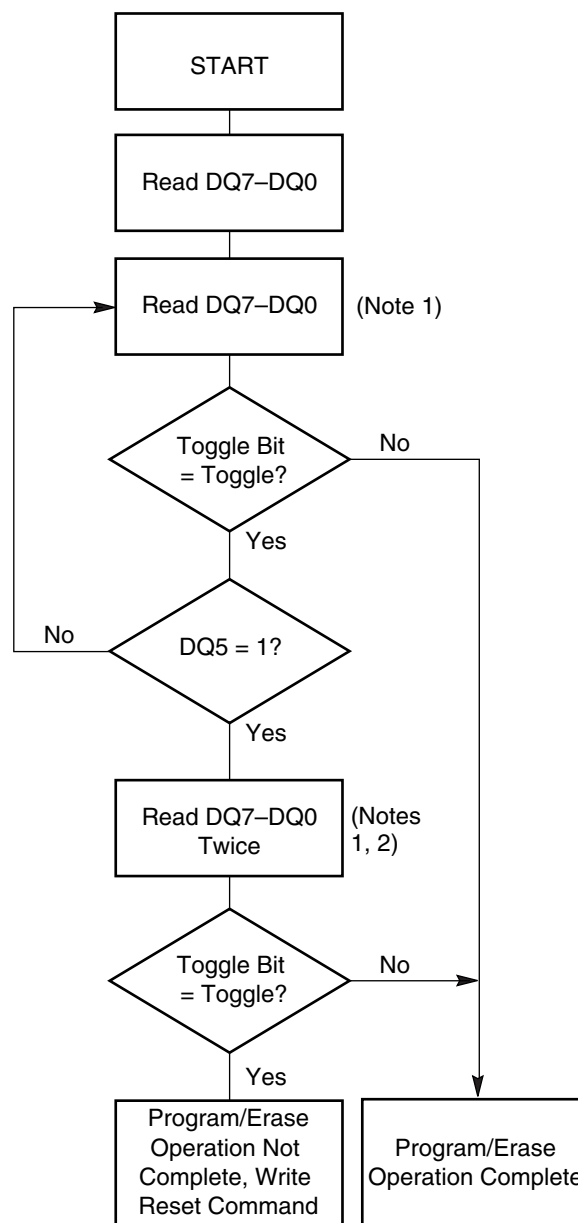 START
Read DQ7–DQ0
Read DQ7–DQ0
(Note 1)
Toggle Bit
= Toggle?
No
Yes
No
DQ5 = 1?
Yes
Read DQ7–DQ0
Twice
(Notes
1, 2)
Toggle Bit
= Toggle?
No
Yes
Program/Erase
Operation Not
Complete, Write
Reset Command
Program/Erase
Operation Complete